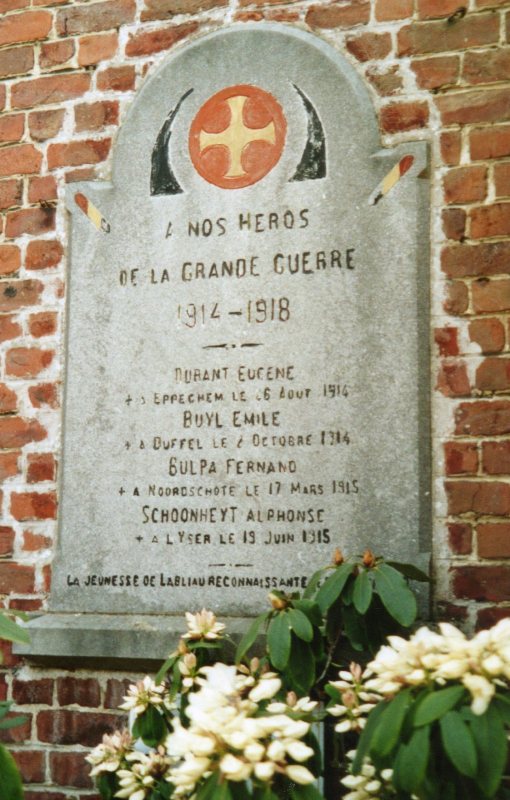 A NOS HEROS
DE LA GRANDE GUERRE
1914-1918
DURANT EUGENE
+ A EPPEGHEM LE 26 AOUT 1914
BUYL EMILE
+ A DUFFEL LE 2 OCTOBRE 1914
GULPA FERNAND
+ A NOORDSCHOTE LE 17 MARS 1915
SCHOONHEYT ALPHONSE
+ A L'YSER LE 19 JUIN 1915
LA JEUNESSE DE LABLIAU RECONNAISSANTE